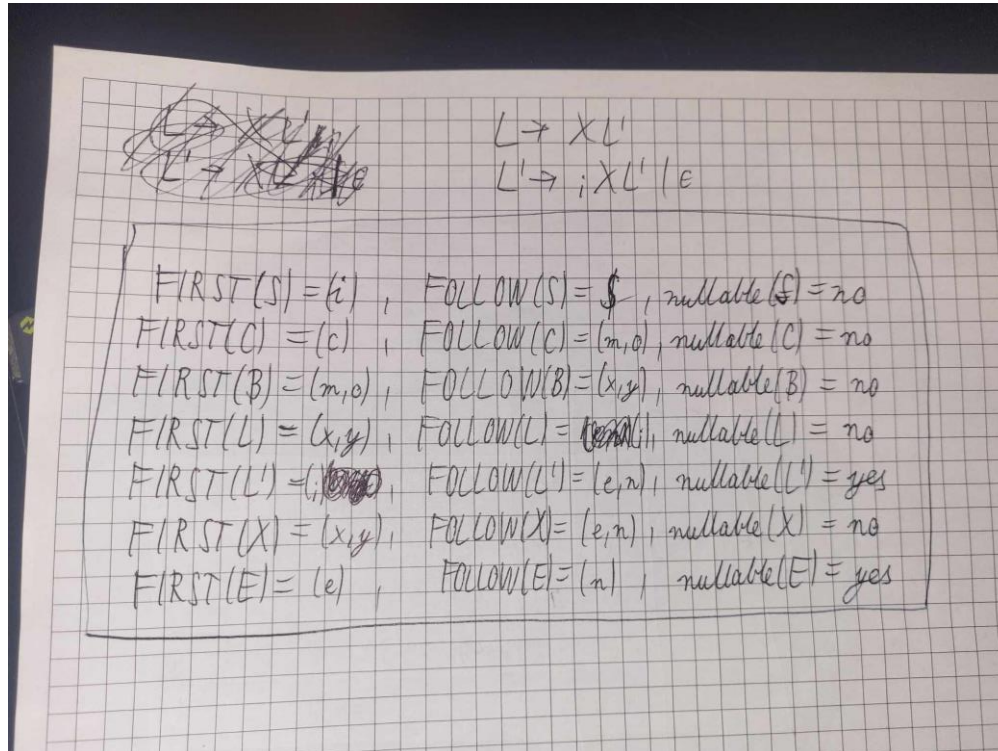 L → XL'
L' → ;XL' | ϵ
FIRST(S) = (i) , FOLLOW(S) = $ , nullable(S) = no
FIRST(C) = (c) , FOLLOW(C) = (m,o) , nullable(C) = no
FIRST(B) = (m,o) , FOLLOW(B) = (x,y) , nullable(B) = no
FIRST(L) = (x,y) , FOLLOW(L) = , nullable(L) = no
FIRST(L') = (; , FOLLOW(L') = (e,n) , nullable(L') = yes
FIRST(X) = (x,y) , FOLLOW(X) = (e,n) , nullable(X) = no
FIRST(E) = (e) , FOLLOW(E) = (n) , nullable(E) = yes